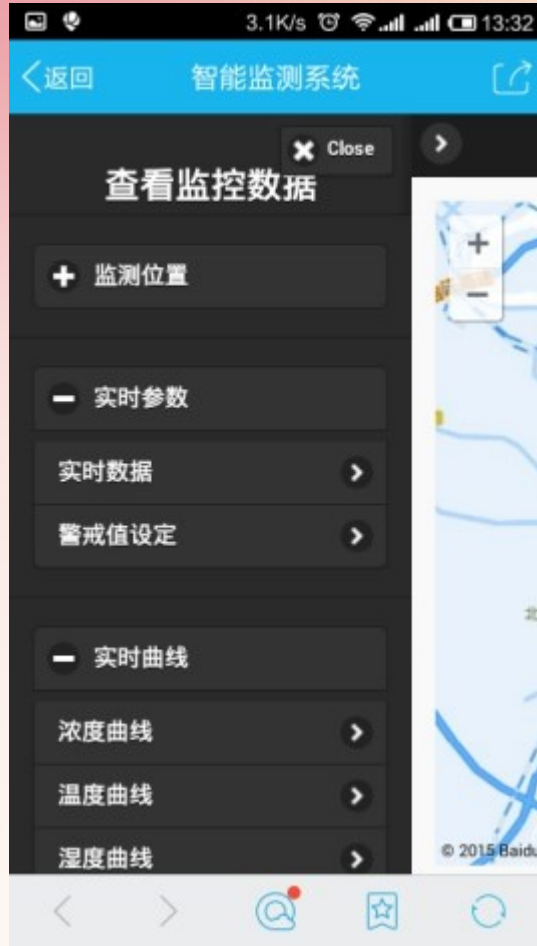 3.1K/s 13:32
返回 智能监测系统
Close
查看监控数据
监测位置
实时参数
实时数据
警戒值设定
实时曲线
浓度曲线
温度曲线
湿度曲线
北
© 2015 Baidu